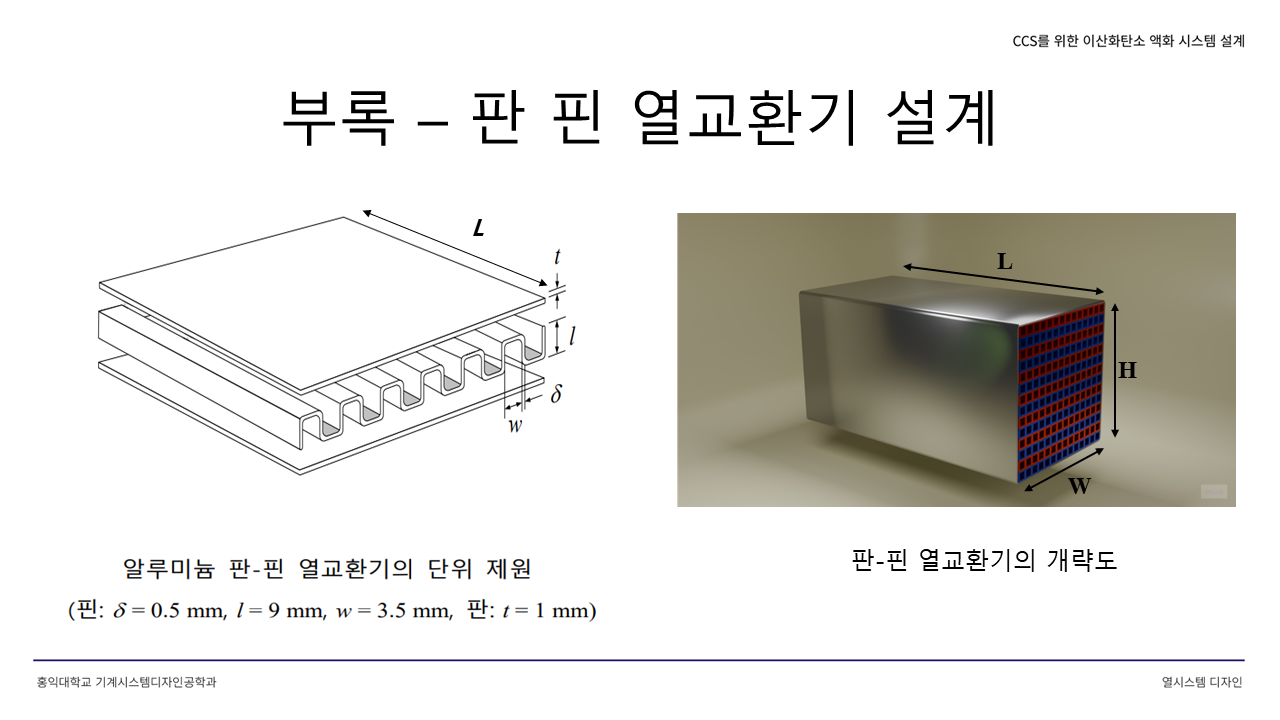 CCS를 위한 이산화탄소 액화 시스템 설계
부록 – 판 핀 열교환기 설계
L
t
l
δ
w
L
H
W
알루미늄 판-핀 열교환기의 단위 제원
(핀: δ = 0.5 mm, l = 9 mm, w = 3.5 mm, 판: t = 1 mm)
판-핀 열교환기의 개략도
홍익대학교 기계시스템디자인공학과
열시스템 디자인